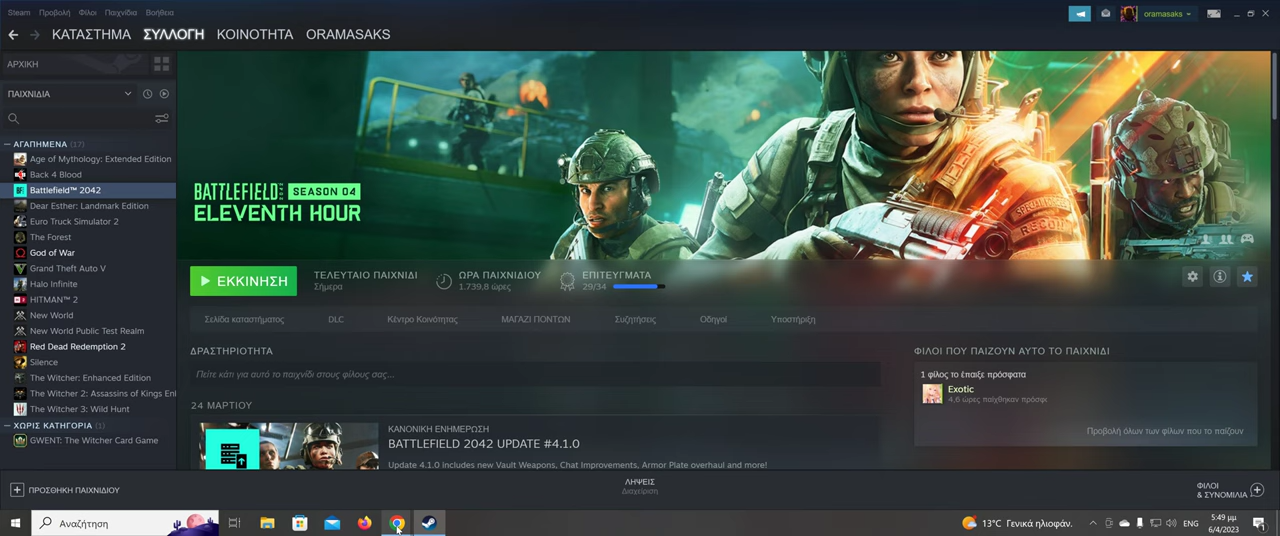 Steam Προβολή Φίλοι Παιχνίδια Βοήθεια
oramasaks
ΚΑΤΑΣΤΗΜΑ ΣΥΛΛΟΓΗ ΚΟΙΝΟΤΗΤΑ ORAMASAKS
ΑΡΧΙΚΗ
ΠΑΙΧΝΙΔΙΑ
ΑΓΑΠΗΜΕΝΑ (17)
Age of Mythology: Extended Edition
Back 4 Blood
Battlefield™ 2042
Dear Esther: Landmark Edition
Euro Truck Simulator 2
The Forest
God of War
Grand Theft Auto V
Halo Infinite
HITMAN™ 2
New World
New World Public Test Realm
Red Dead Redemption 2
Silence
The Witcher: Enhanced Edition
The Witcher 2: Assassins of Kings Enl
The Witcher 3: Wild Hunt
ΧΩΡΙΣ ΚΑΤΗΓΟΡΙΑ (1)
GWENT: The Witcher Card Game
BATTLEFIELD SEASON 04
ELEVENTH HOUR
SPECIAL FORCES
RECON
ΕΚΚΙΝΗΣΗ
ΤΕΛΕΥΤΑΙΟ ΠΑΙΧΝΙΔΙ
Σήμερα
ΩΡΑ ΠΑΙΧΝΙΔΙΟΥ
1.739,8 ώρες
ΕΠΙΤΕΥΓΜΑΤΑ
29/34
Σελίδα καταστήματος DLC Κέντρο Κοινότητας ΜΑΓΑΖΙ ΠΟΝΤΩΝ Συζητήσεις Οδηγοί Υποστήριξη
ΔΡΑΣΤΗΡΙΟΤΗΤΑ
Πείτε κάτι για αυτό το παιχνίδι στους φίλους σας...
24 ΜΑΡΤΙΟΥ
ΚΑΝΟΝΙΚΗ ΕΝΗΜΕΡΩΣΗ
BATTLEFIELD 2042 UPDATE #4.1.0
Update 4.1.0 includes new Vault Weapons, Chat Improvements, Armor Plate overhaul and more!
ΦΙΛΟΙ ΠΟΥ ΠΑΙΖΟΥΝ ΑΥΤΟ ΤΟ ΠΑΙΧΝΙΔΙ
1 φίλος το έπαιξε πρόσφατα
Exotic
4,6 ώρες παίχθηκαν πρόσφι
Προβολή όλων των φίλων που το παίζουν
ΠΡΟΣΘΗΚΗ ΠΑΙΧΝΙΔΙΟΥ
ΛΗΨΕΙΣ
Διαχείριση
ΦΙΛΟΙ
& ΣΥΝΟΜΙΛΙΑ
Αναζήτηση
13°C Γενικά ηλιοφάν.
ENG
5:49 μμ
6/4/2023
1